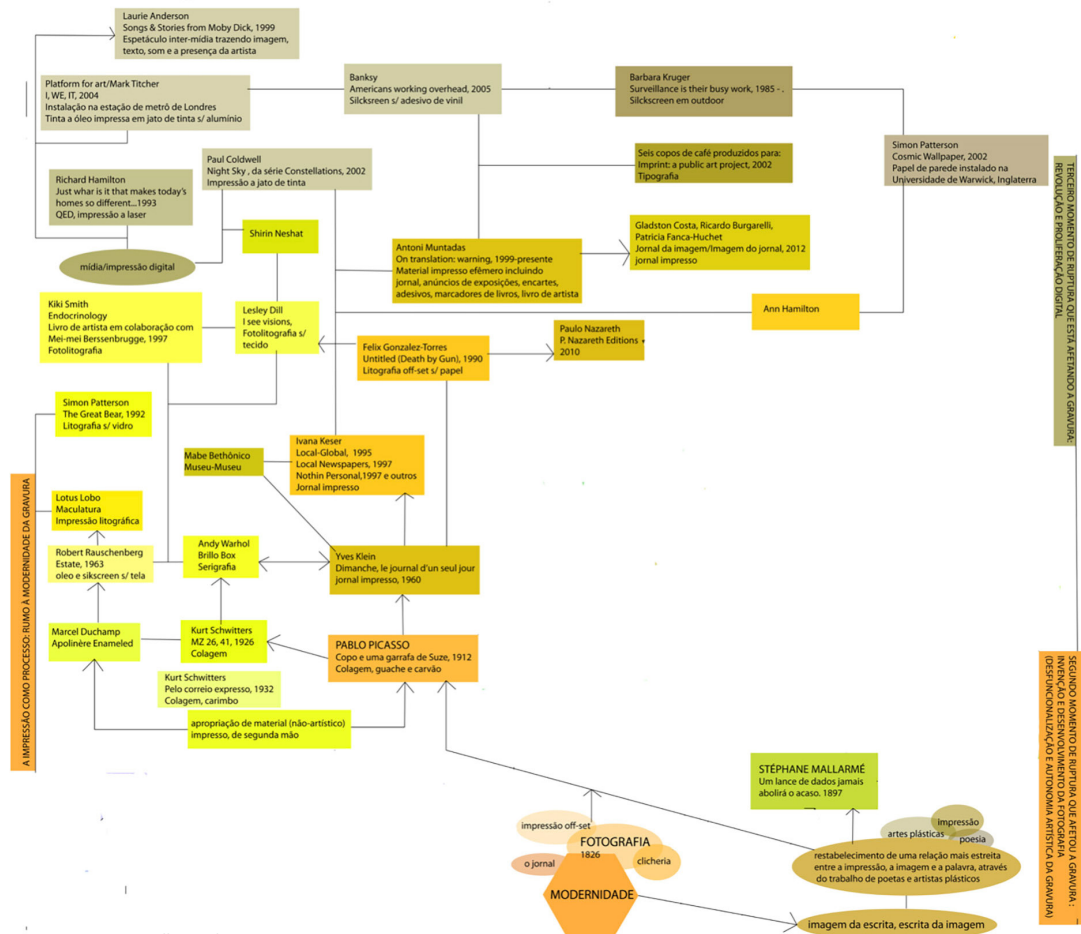 Laurie Anderson
Songs & Stories from Moby Dick, 1999
Espetáculo inter-mídia trazendo imagem,
texto, som e a presença da artista
Platform for art/Mark Titcher
I, WE, IT, 2004
Instalação na estação de metrô de Londres
Tinta a óleo impressa em jato de tinta s/ alumínio
Banksy
Americans working overhead, 2005
Silcksreen s/ adesivo de vinil
Barbara Kruger
Surveillance is their busy work, 1985 - .
Silckscreen em outdoor
Simon Patterson
Cosmic Wallpaper, 2002
Papel de parede instalado na
Universidade de Warwick, Inglaterra
Paul Coldwell
Night Sky , da série Constellations, 2002
Impressão a jato de tinta
Seis copos de café produzidos para:
Imprint: a public art project, 2002
Tipografia
Richard Hamilton
Just whar is it that makes today's
homes so different...1993
QED, impressão a laser
Shirin Neshat
Antoni Muntadas
On translation: warning, 1999-presente
Material impresso efêmero incluindo
jornal, anúncios de exposições, encartes,
adesivos, marcadores de livros, livro de artista
Gladston Costa, Ricardo Burgarelli,
Patricia Fanca-Huchet
Jornal da imagem/Imagem do jornal, 2012
jornal impresso
mídia/impressão digital
Kiki Smith
Endocrinology
Livro de artista em colaboração com
Mei-mei Berssenbrugge, 1997
Fotolitografia
Lesley Dill
I see visions,
Fotolitografia s/
tecido
Ann Hamilton
Felix Gonzalez-Torres
Untitled (Death by Gun), 1990
Litografia off-set s/ papel
Paulo Nazareth
P. Nazareth Editions
2010
TERCEIRO MOMENTO DE RUPTURA QUE ESTÁ AFETANDO A GRAVURA:
REVOLUÇÃO E PROLIFERAÇÃO DIGITAL
Simon Patterson
The Great Bear, 1992
Litografia s/ vidro
Mabe Bethônico
Museu-Museu
Ivana Keser
Local-Global, 1995
Local Newspapers, 1997
Nothin Personal,1997 e outros
Jornal impresso
Lotus Lobo
Maculatura
Impressão litográfica
Robert Rauschenberg
Estate, 1963
oleo e sikscreen s/ tela
Andy Warhol
Brillo Box
Serigrafia
Yves Klein
Dimanche, le journal d'un seul jour
jornal impresso, 1960
A IMPRESSÃO COMO PROCESSO: RUMO À MODERNIDADE DA GRAVURA
Marcel Duchamp
Apolinère Enameled
Kurt Schwitters
MZ 26, 41, 1926
Colagem
PABLO PICASSO
Copo e uma garrafa de Suze, 1912
Colagem, guache e carvão
Kurt Schwitters
Pelo correio expresso, 1932
Colagem, carimbo
apropriação de material (não-artístico)
impresso, de segunda mão
SEGUNDO MOMENTO DE RUPTURA QUE AFETOU A GRAVURA :
INVENÇÃO E DESENVOLVIMENTO DA FOTOGRAFIA
(DESFUNCIONALIZAÇÃO E AUTONOMIA ARTÍSTICA DA GRAVURA)
STÉPHANE MALLARMÉ
Um lance de dados jamais
abolirá o acaso. 1897
impressão off-set
FOTOGRAFIA
1826
o jornal
clicheria
MODERNIDADE
impressão
artes plásticas
poesia
restabelecimento de uma relação mais estreita
entre a impressão, a imagem e a palavra, através
do trabalho de poetas e artistas plásticos
imagem da escrita, escrita da imagem